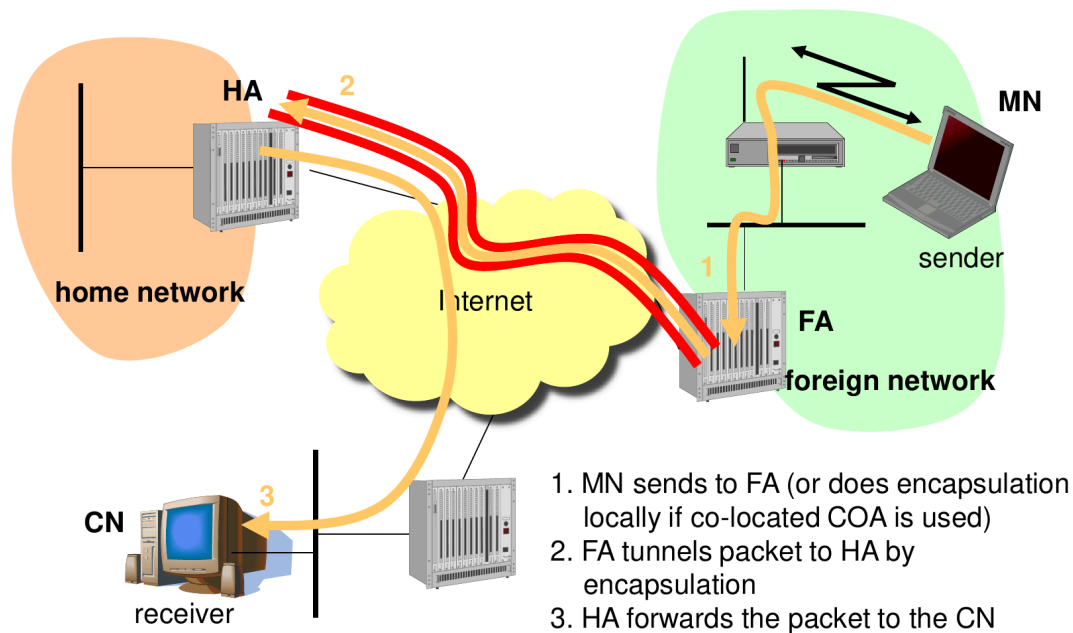 HA
2
MN
sender
1
home network
Internet
FA
foreign network
3
CN
receiver
1. MN sends to FA (or does encapsulation
locally if co-located COA is used)
2. FA tunnels packet to HA by
encapsulation
3. HA forwards the packet to the CN